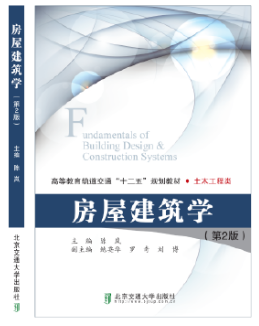 房屋建筑学
(第2版)
主编 陈岚
北京交通大学出版社
Fundamentals of
Building Design &
Construction Systems
高等教育轨道交通“十二五”规划教材·土木工程类
房屋建筑学
(第2版)
主编 陈岚
副主编
北京交通大学出版社